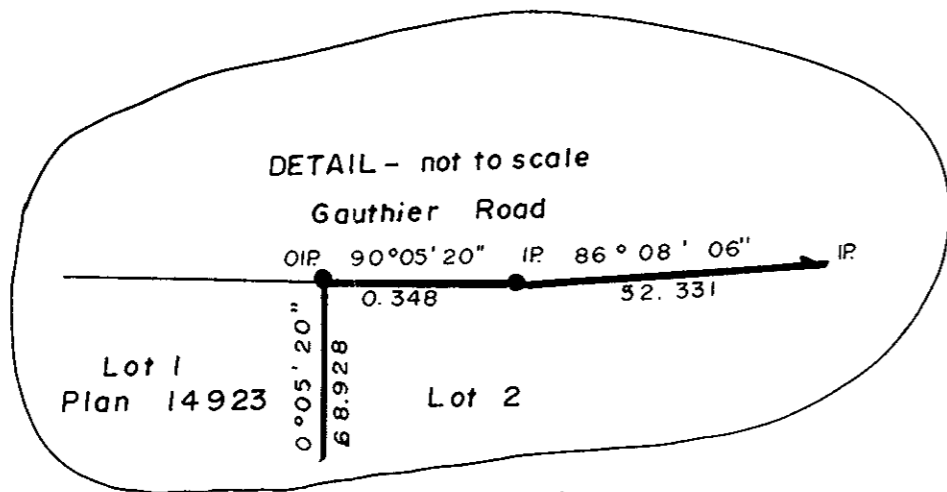 DETAIL - not to scale
Gauthier Road
OIP. 90°05'20" IP. 86°08'06" IP.
0.348 52.331
Lot 1
Plan 14923
0°05'20"
68.928
Lot 2